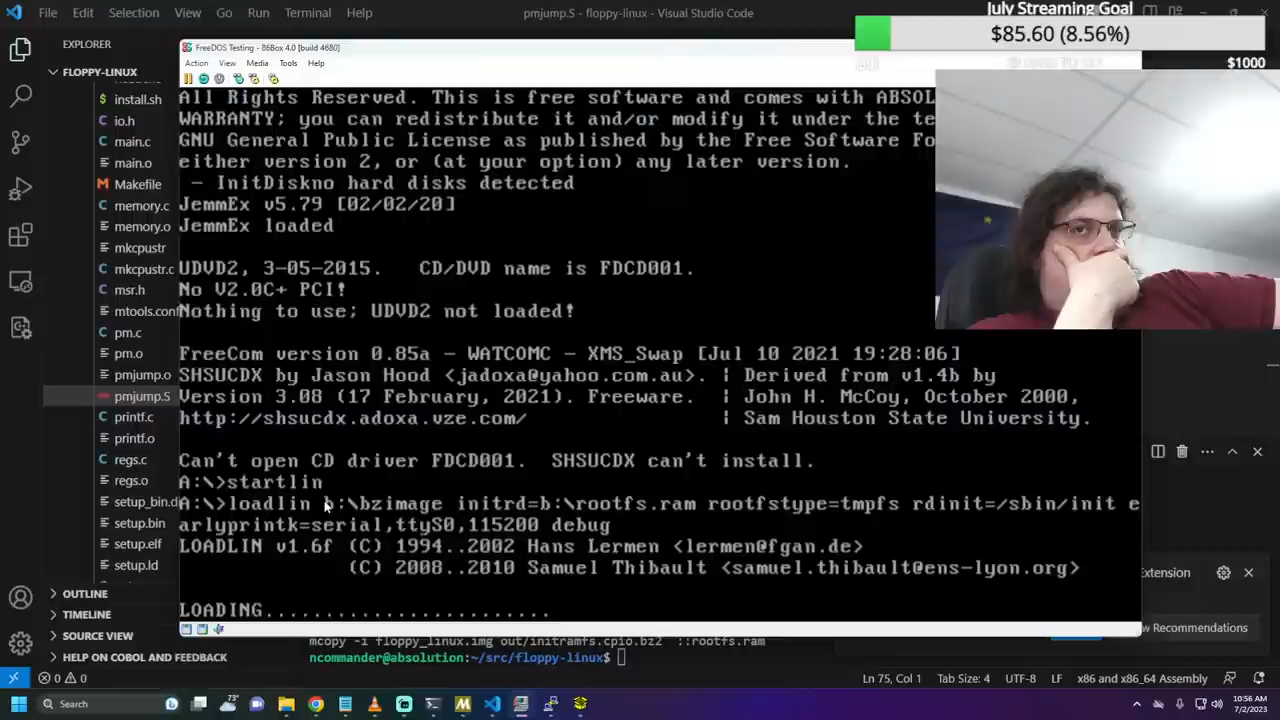 File Edit Selection View Go Run Terminal Help
pmjump.S - floppy-linux - Visual Studio Code
July Streaming Goal
$85.60 (8.56%)
$1000
EXPLORER
FLOPPY-LINUX
install.sh
io.h
main.c
main.o
Makefile
memory.c
memory.o
mkcpustr
mkcpustr.c
msr.h
mtools.conf
pm.c
pm.o
pmjump.o
pmjump.S
printf.c
printf.o
regs.c
regs.o
setup_bin.d
setup.bin
setup.elf
setup.ld
OUTLINE
TIMELINE
SOURCE VIEW
HELP ON COBOL AND FEEDBACK
FreeDOS Testing - 86Box 4.0 [build 4680]
Action View Media Tools Help
All Rights Reserved. This is free software and comes with ABSOL
WARRANTY; you can redistribute it and/or modify it under the te
GNU General Public License as published by the Free Software Fo
either version 2, or (at your option) any later version.
- InitDiskno hard disks detected
JemmEx v5.79 [02/02/20]
JemmEx loaded
UDVD2, 3-05-2015. CD/DVD name is FDCD001.
No V2.0C+ PCI!
Nothing to use; UDVD2 not loaded!
FreeCom version 0.85a - WATCOMC - XMS_Swap [Jul 10 2021 19:28:06]
SHSUCDX by Jason Hood <jadoxa@yahoo.com.au>. | Derived from v1.4b by
Version 3.08 (17 February, 2021). Freeware. | John H. McCoy, October 2000,
http://shsucdx.adoxa.vze.com/ | Sam Houston State University.
Can't open CD driver FDCD001. SHSUCDX can't install.
A:\>startlin
A:\>loadlin b:\bzimage initrd=b:\rootfs.ram rootfstype=tmpfs rdinit=/sbin/init e
arlyprintk=serial,ttyS0,115200 debug
LOADLIN v1.6f (C) 1994..2002 Hans Lermen <lermen@fgan.de>
(C) 2008..2010 Samuel Thibault <samuel.thibault@ens-lyon.org>
LOADING........................
xtension
w Recommendations
mcopy -i floppy_linux.img out/initramfs.cpio.bz2 ::rootfs.ram
ncommander@absolution:~/src/floppy-linux$
0 0
Ln 75, Col 1 Tab Size: 4 UTF-8 LF x86 and x86_64 Assembly
73°
Search
10:56 AM
7/2/2023